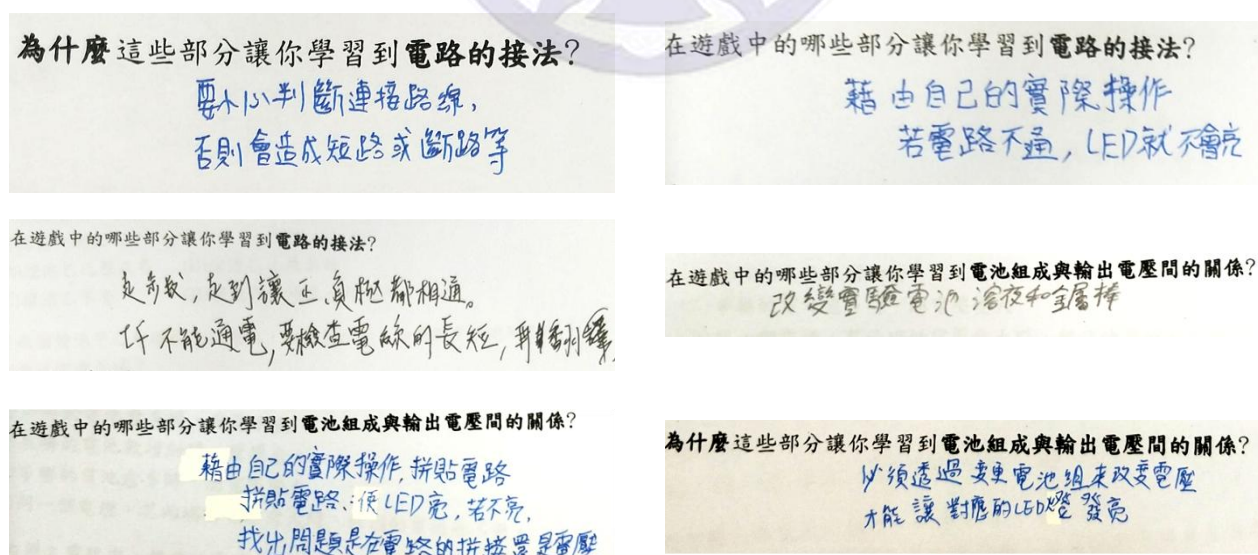 為什麼這些部分讓你學習到電路的接法?
要小心判斷連接路線,
否則會造成短路或斷路等
在遊戲中的哪些部分讓你學習到電路的接法?
藉由自己的實際操作
若電路不通, LED就不會亮
在遊戲中的哪些部分讓你學習到電路的接法?
走步數,走到讓正、負極都相通。
不能通電,要檢查電線的長短,
在遊戲中的哪些部分讓你學習到電池組成與輸出電壓間的關係?
改變實驗電池溶液和金屬棒
在遊戲中的哪些部分讓你學習到電池組成與輸出電壓間的關係?
藉由自己的實際操作,拼貼電路
拼貼電路 使LED亮,若不亮,
找出問題是在電路的拼接還是電壓
為什麼這些部分讓你學習到電池組成與輸出電壓間的關係?
必須透過變更電池組來改變電壓
才能讓對應的LED燈發亮